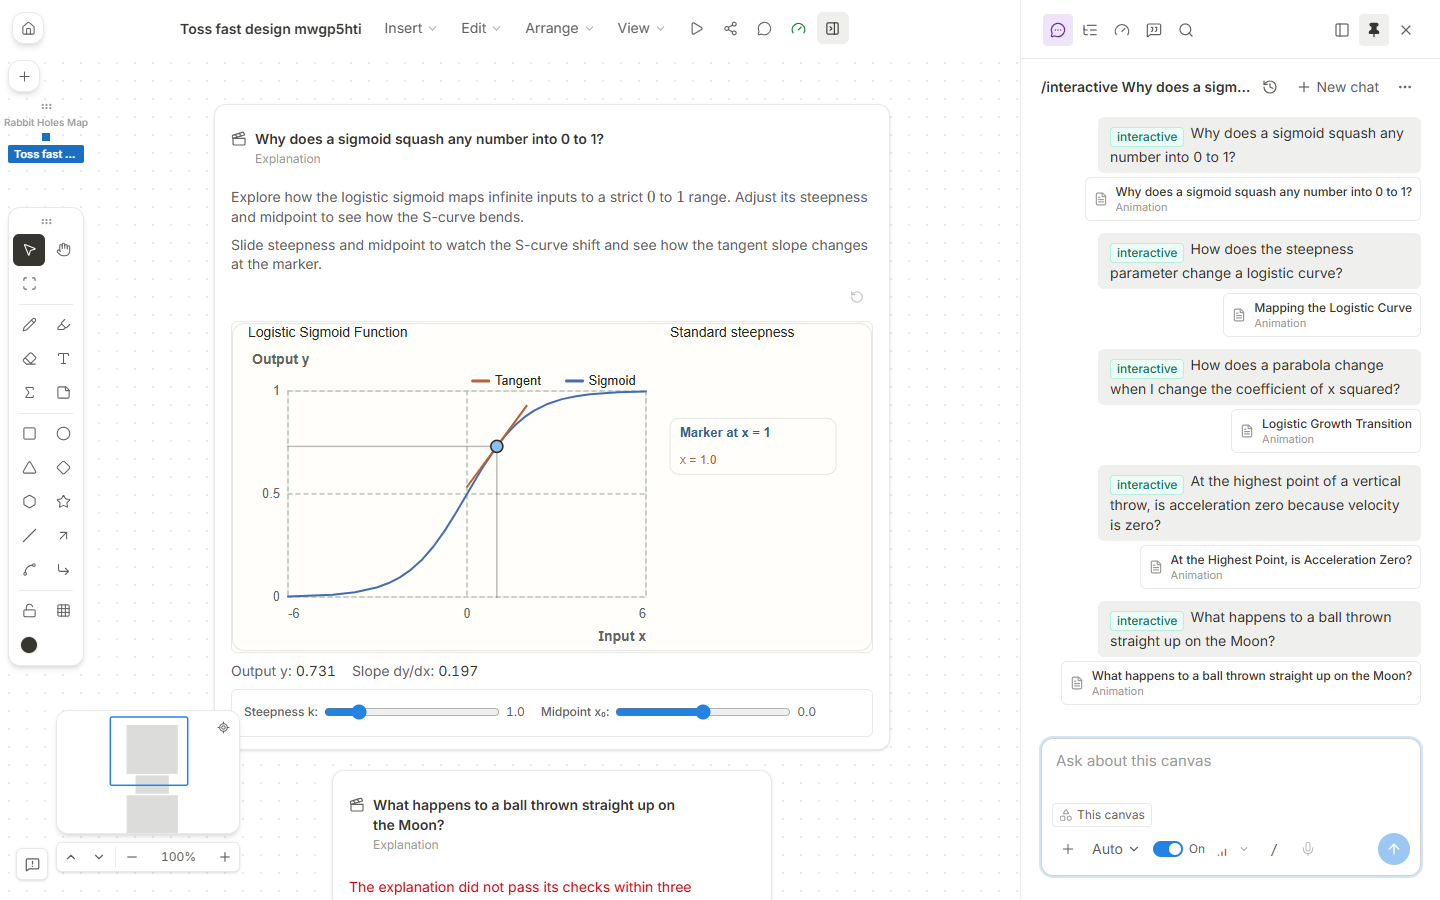 Toss fast design mwgp5hti
Insert
Edit
Arrange
View
Rabbit Holes Map
Toss fast ...
Why does a sigmoid squash any number into 0 to 1?
Explanation
Explore how the logistic sigmoid maps infinite inputs to a strict 0 to 1 range. Adjust its steepness
and midpoint to see how the S-curve bends.
Slide steepness and midpoint to watch the S-curve shift and see how the tangent slope changes
at the marker.
Logistic Sigmoid Function
Standard steepness
Output y
Tangent
Sigmoid
1
0.5
0
-6
0
6
Input x
Marker at x = 1
x = 1.0
Output y: 0.731
Slope dy/dx: 0.197
Steepness k:
1.0
Midpoint x₀:
0.0
What happens to a ball thrown straight up on
the Moon?
Explanation
The explanation did not pass its checks within three
100%
/interactive Why does a sigm...
New chat
interactive Why does a sigmoid squash any
number into 0 to 1?
Why does a sigmoid squash any number into 0 to 1?
Animation
interactive How does the steepness
parameter change a logistic curve?
Mapping the Logistic Curve
Animation
interactive How does a parabola change
when I change the coefficient of x squared?
Logistic Growth Transition
Animation
interactive At the highest point of a vertical
throw, is acceleration zero because velocity
is zero?
At the Highest Point, is Acceleration Zero?
Animation
interactive What happens to a ball thrown
straight up on the Moon?
What happens to a ball thrown straight up on the Moon?
Animation
Ask about this canvas
This canvas
Auto
On
/